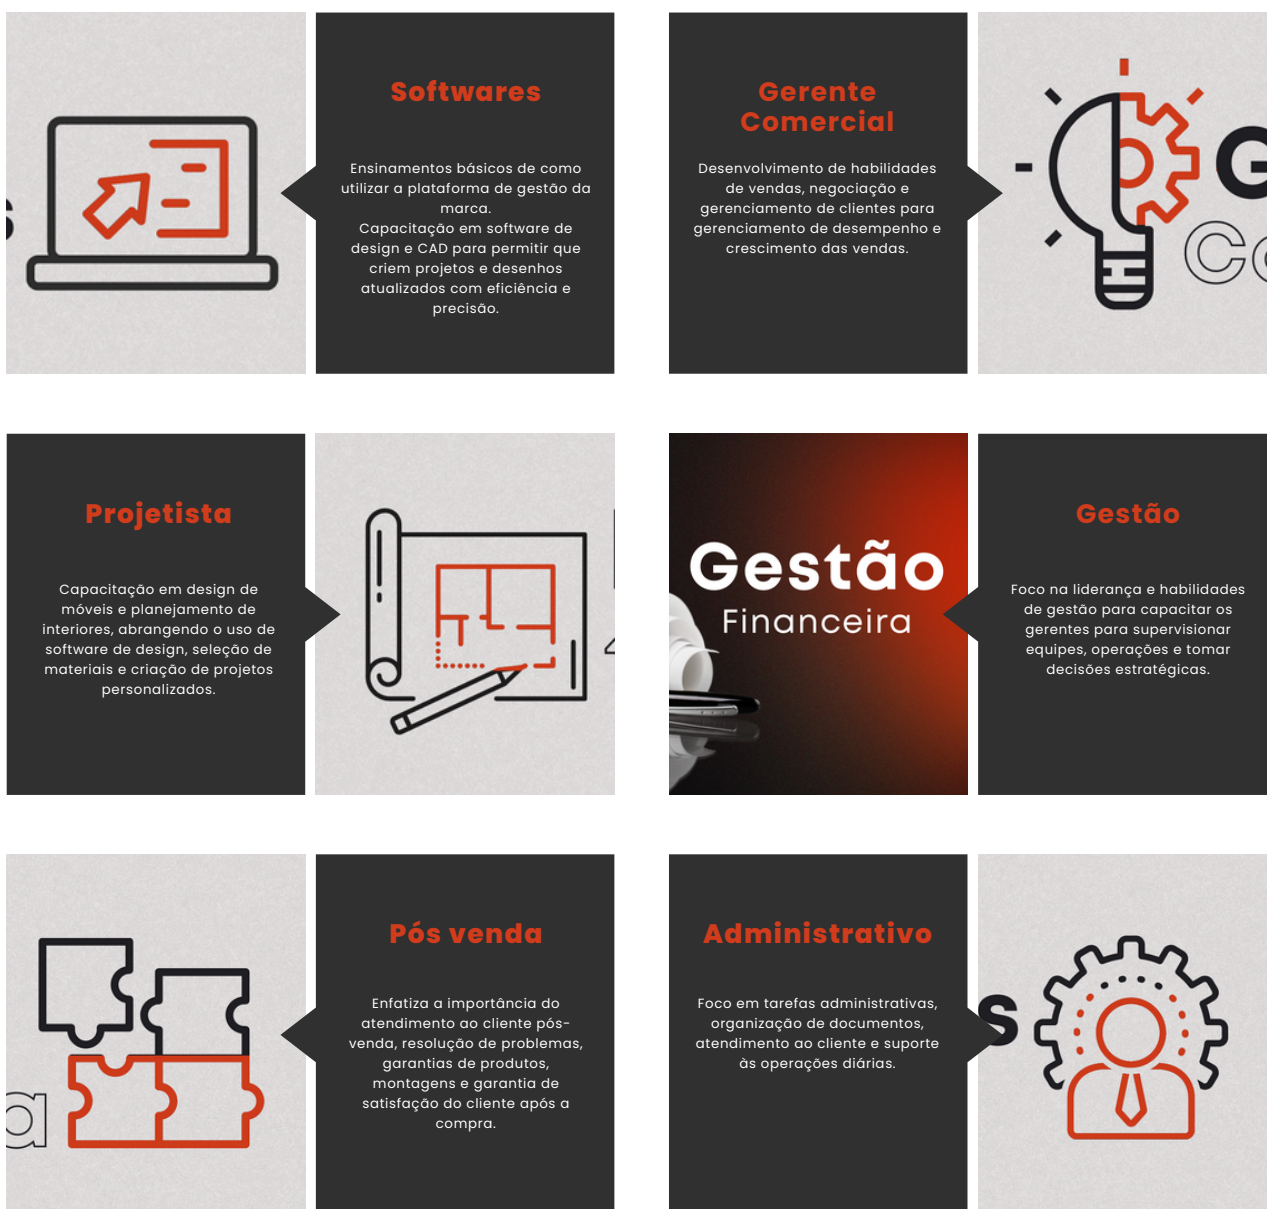 Softwares
Ensinamentos básicos de como
utilizar a plataforma de gestão da
marca.
Capacitação em software de
design e CAD para permitir que
criem projetos e desenhos
atualizados com eficiência e
precisão.
Gerente
Comercial
Desenvolvimento de habilidades
de vendas, negociação e
gerenciamento de clientes para
gerenciamento de desempenho e
crescimento das vendas.
Projetista
Capacitação em design de
móveis e planejamento de
interiores, abrangendo o uso de
software de design, seleção de
materiais e criação de projetos
personalizados.
Gestão
Financeira
Gestão
Foco na liderança e habilidades
de gestão para capacitar os
gerentes para supervisionar
equipes, operações e tomar
decisões estratégicas.
Pós venda
Enfatiza a importância do
atendimento ao cliente pós-
venda, resolução de problemas,
garantias de produtos,
montagens e garantia de
satisfação do cliente após a
compra.
Administrativo
Foco em tarefas administrativas,
organização de documentos,
atendimento ao cliente e suporte
às operações diárias.